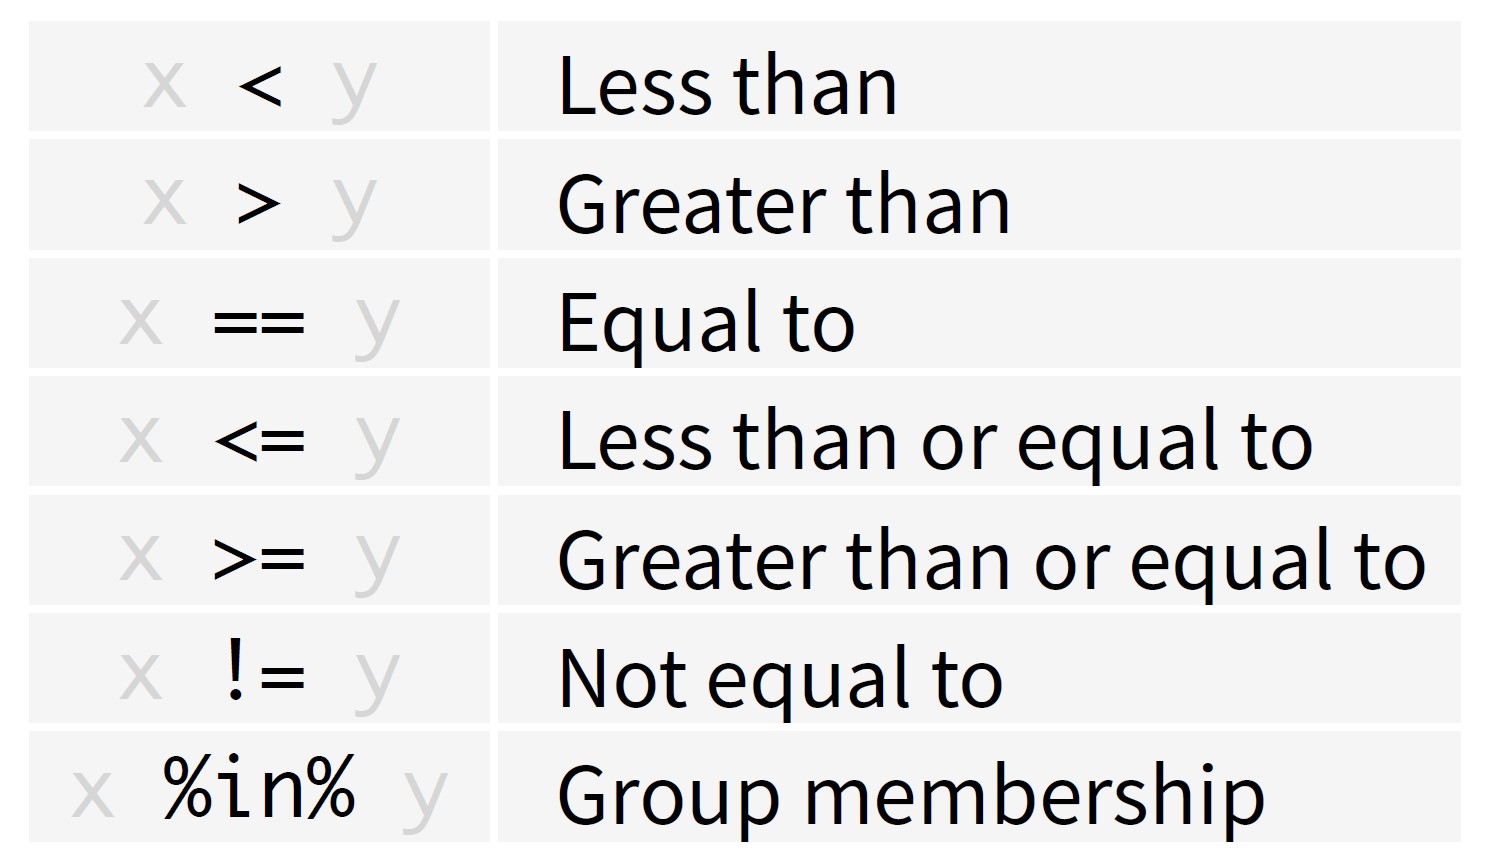 x < y Less than
x > y Greater than
x == y Equal to
x <= y Less than or equal to
x >= y Greater than or equal to
x != y Not equal to
x %in% y Group membership